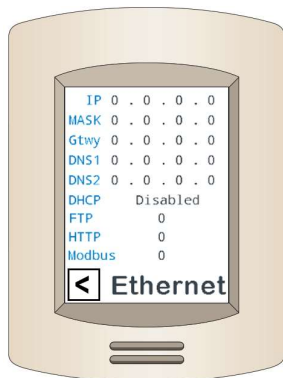 IP 0 . 0 . 0 . 0
MASK 0 . 0 . 0 . 0
Gtwy 0 . 0 . 0 . 0
DNS1 0 . 0 . 0 . 0
DNS2 0 . 0 . 0 . 0
DHCP Disabled
FTP 0
HTTP 0
Modbus 0
< Ethernet